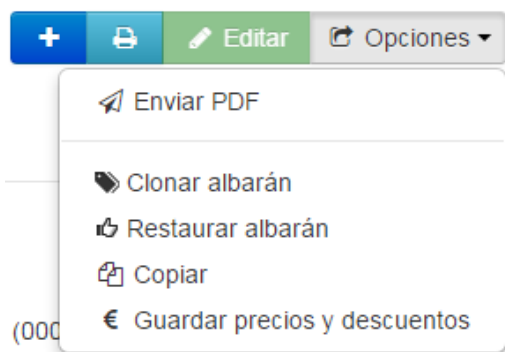 Editar Opciones
Enviar PDF
Clonar albarán
Restaurar albarán
Copiar
(000
€ Guardar precios y descuentos